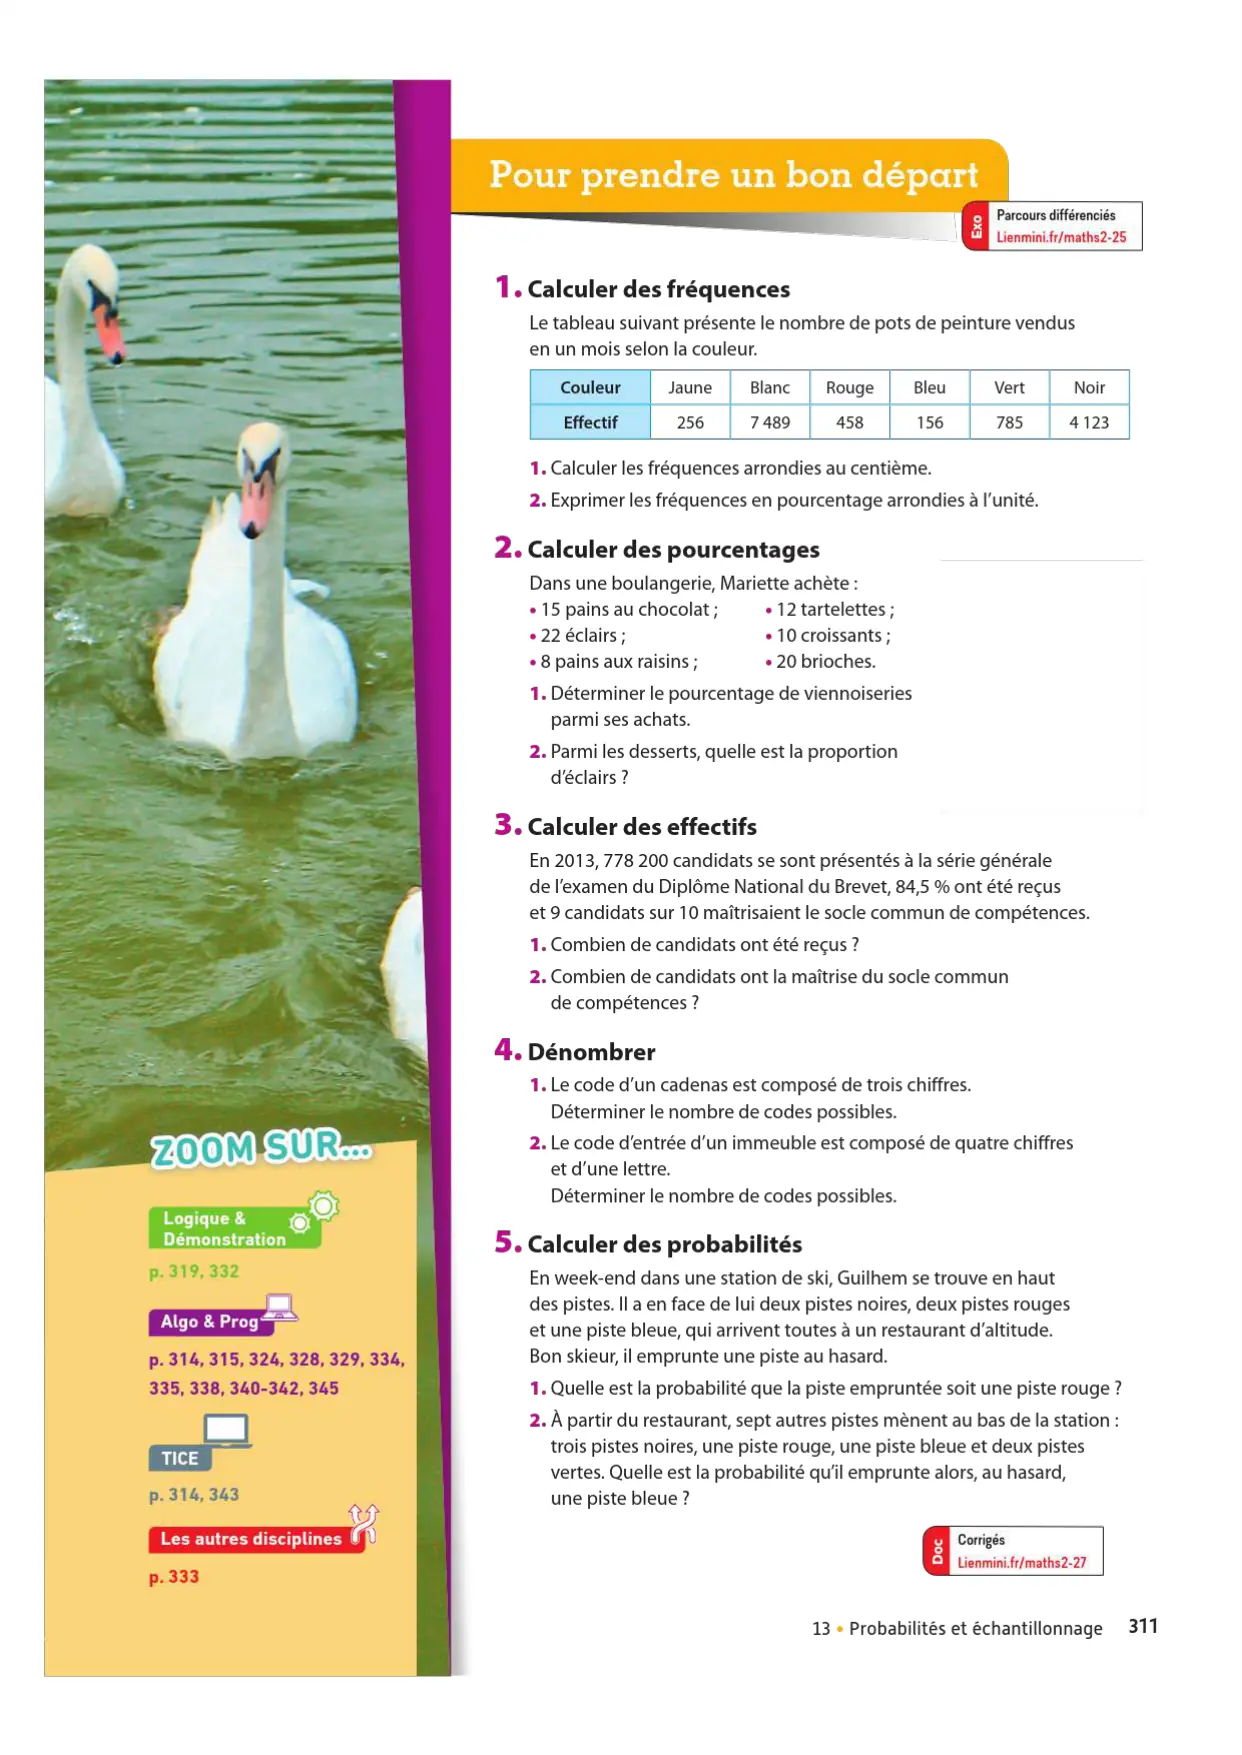 Pour prendre un bon départ
Exo
Parcours différenciés
Lienmini.fr/maths2-25
1. Calculer des fréquences
Le tableau suivant présente le nombre de pots de peinture vendus
en un mois selon la couleur.
Couleur Jaune Blanc Rouge Bleu Vert Noir
Effectif 256 7 489 458 156 785 4 123
1. Calculer les fréquences arrondies au centième.
2. Exprimer les fréquences en pourcentage arrondies à l’unité.
2. Calculer des pourcentages
Dans une boulangerie, Mariette achète :
• 15 pains au chocolat ; • 12 tartelettes ;
• 22 éclairs ; • 10 croissants ;
• 8 pains aux raisins ; • 20 brioches.
1. Déterminer le pourcentage de viennoiseries
parmi ses achats.
2. Parmi les desserts, quelle est la proportion
d’éclairs ?
3. Calculer des effectifs
En 2013, 778 200 candidats se sont présentés à la série générale
de l’examen du Diplôme National du Brevet, 84,5 % ont été reçus
et 9 candidats sur 10 maîtrisaient le socle commun de compétences.
1. Combien de candidats ont été reçus ?
2. Combien de candidats ont la maîtrise du socle commun
de compétences ?
4. Dénombrer
1. Le code d’un cadenas est composé de trois chiffres.
Déterminer le nombre de codes possibles.
2. Le code d’entrée d’un immeuble est composé de quatre chiffres
et d’une lettre.
Déterminer le nombre de codes possibles.
5. Calculer des probabilités
En week-end dans une station de ski, Guilhem se trouve en haut
des pistes. Il a en face de lui deux pistes noires, deux pistes rouges
et une piste bleue, qui arrivent toutes à un restaurant d’altitude.
Bon skieur, il emprunte une piste au hasard.
1. Quelle est la probabilité que la piste empruntée soit une piste rouge ?
2. À partir du restaurant, sept autres pistes mènent au bas de la station :
trois pistes noires, une piste rouge, une piste bleue et deux pistes
vertes. Quelle est la probabilité qu’il emprunte alors, au hasard,
une piste bleue ?
Doc
Corrigés
Lienmini.fr/maths2-27
ZOOM SUR...
Logique &
Démonstration
p. 319, 332
Algo & Prog
p. 314, 315, 324, 328, 329, 334,
335, 338, 340-342, 345
TICE
p. 314, 343
Les autres disciplines
p. 333
13 • Probabilités et échantillonnage 311